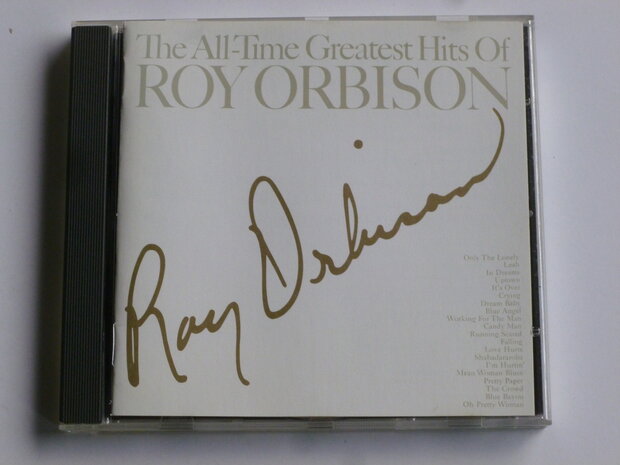 The All-Time Greatest Hits Of
ROY ORBISON
Roy Orbison
Only The Lonely
Leah
In Dreams
Uptown
It's Over
Crying
Dream Baby
Blue Angel
Working For The Man
Candy Man
Running Scared
Falling
Love Hurts
Shahadararoba
I'm Hurtin'
Mean Woman Blues
Pretty Paper
The Crowd
Blue Bayou
Oh Pretty Woman